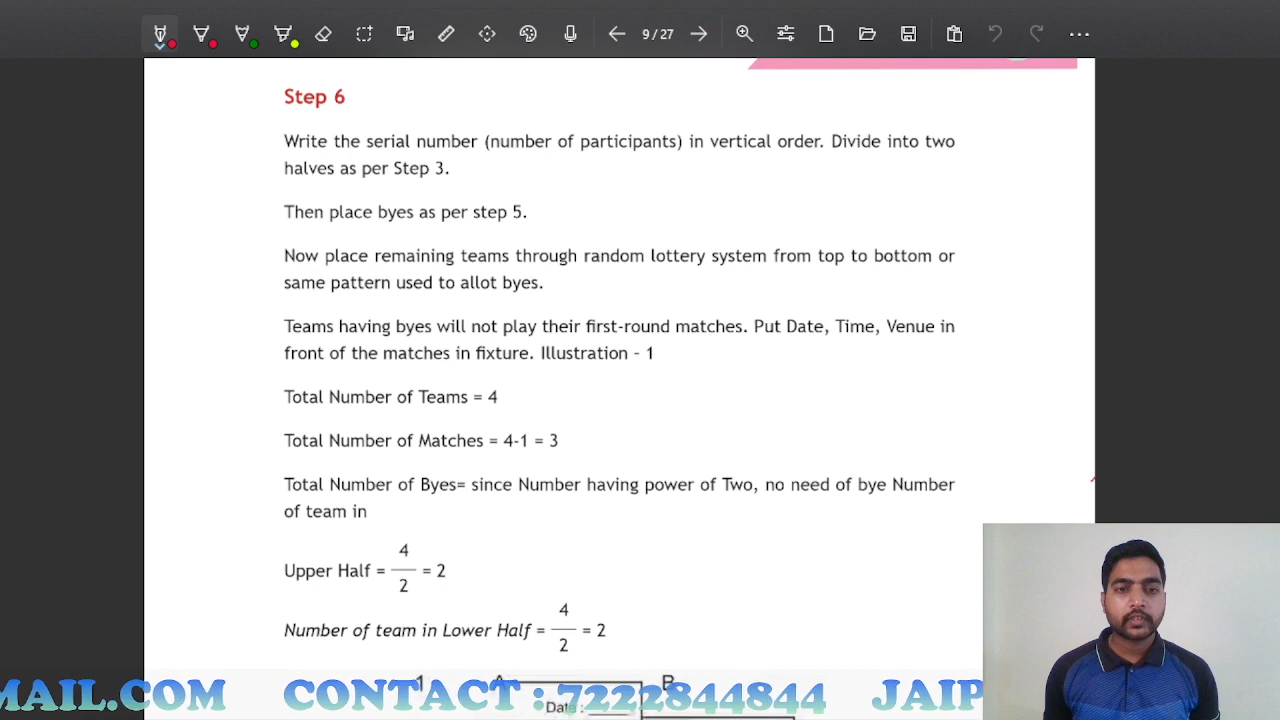 9 / 27
Step 6
Write the serial number (number of participants) in vertical order. Divide into two
halves as per Step 3.
Then place byes as per step 5.
Now place remaining teams through random lottery system from top to bottom or
same pattern used to allot byes.
Teams having byes will not play their first-round matches. Put Date, Time, Venue in
front of the matches in fixture. Illustration - 1
Total Number of Teams = 4
Total Number of Matches = 4-1 = 3
Total Number of Byes= since Number having power of Two, no need of bye Number
of team in
Upper Half = 4/2 = 2
Number of team in Lower Half = 4/2 = 2
1 A B
Date :
MAIL.COM CONTACT : 7222844844 JAIP